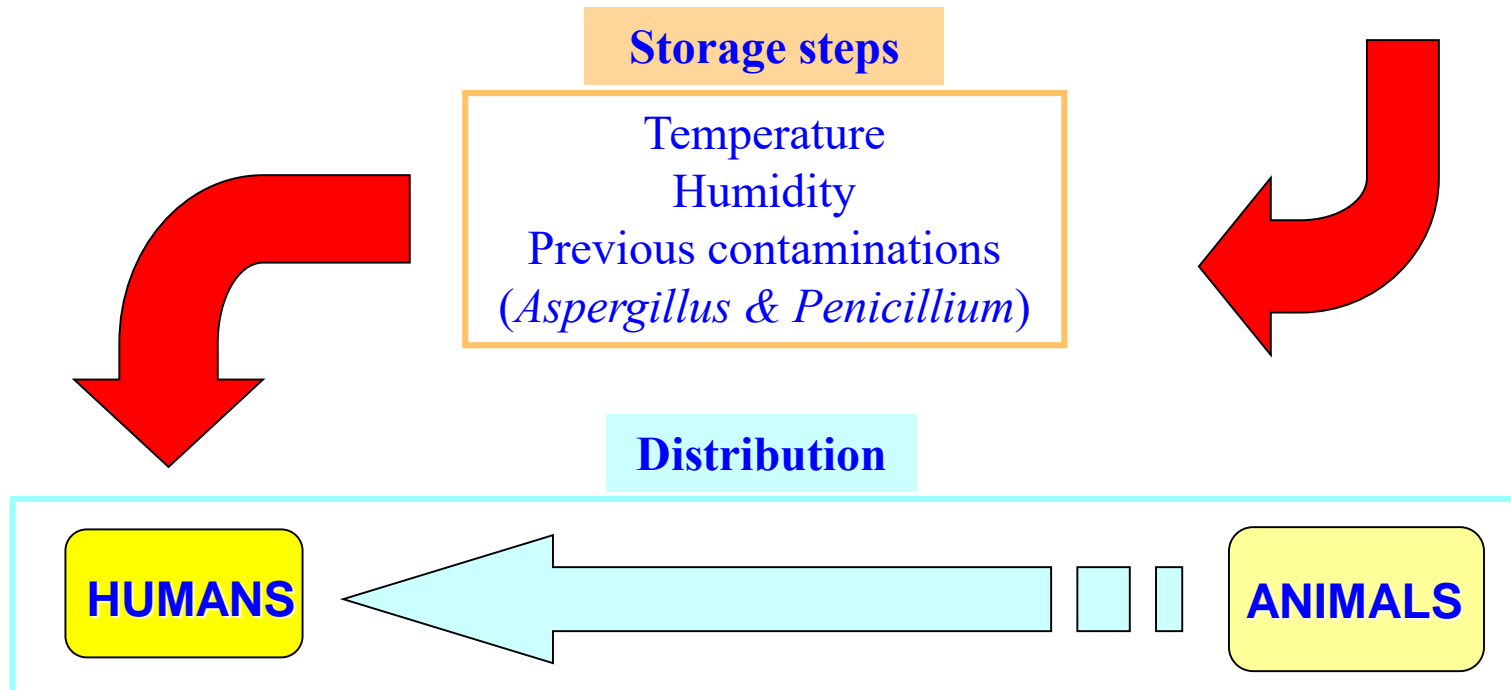 Storage steps
Temperature
Humidity
Previous contaminations
(Aspergillus & Penicillium)
Distribution
HUMANS
ANIMALS